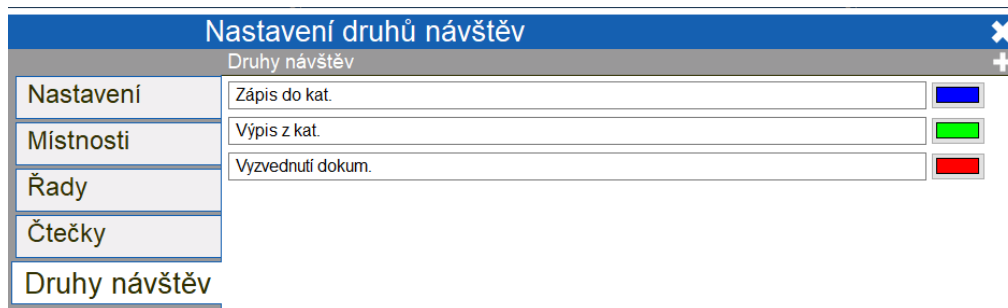 Nastavení druhů návštěv
Druhy návštěv
Nastavení
Místnosti
Řady
Čtečky
Druhy návštěv
Zápis do kat.
Výpis z kat.
Vyzvednutí dokum.